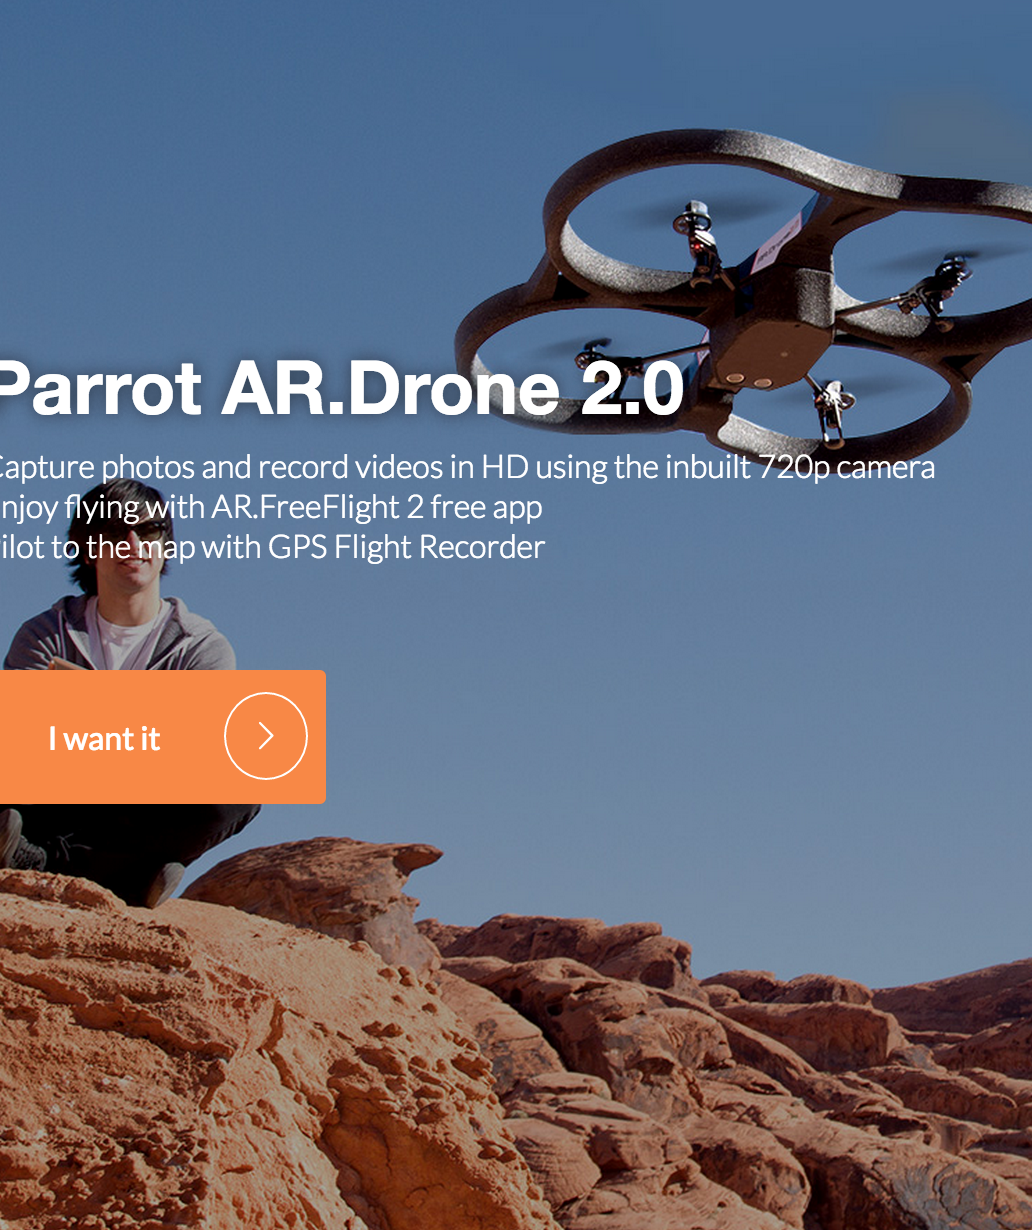 Parrot AR.Drone 2.0
Capture photos and record videos in HD using the inbuilt 720p camera
njoy flying with AR.FreeFlight 2 free app
ilot to the map with GPS Flight Recorder
I want it